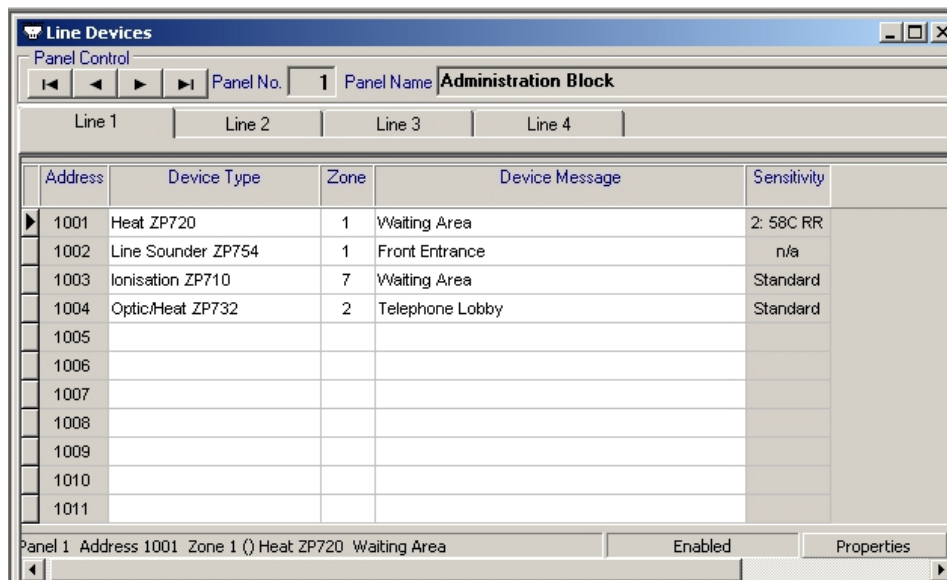 Line Devices
Panel Control
Panel No. 1 Panel Name Administration Block
Line 1 Line 2 Line 3 Line 4
Address Device Type Zone Device Message Sensitivity
1001 Heat ZP720 1 Waiting Area 2: 58C RR
1002 Line Sounder ZP754 1 Front Entrance n/a
1003 Ionisation ZP710 7 Waiting Area Standard
1004 Optic/Heat ZP732 2 Telephone Lobby Standard
1005
1006
1007
1008
1009
1010
1011
Panel 1 Address 1001 Zone 1 () Heat ZP720 Waiting Area Enabled Properties